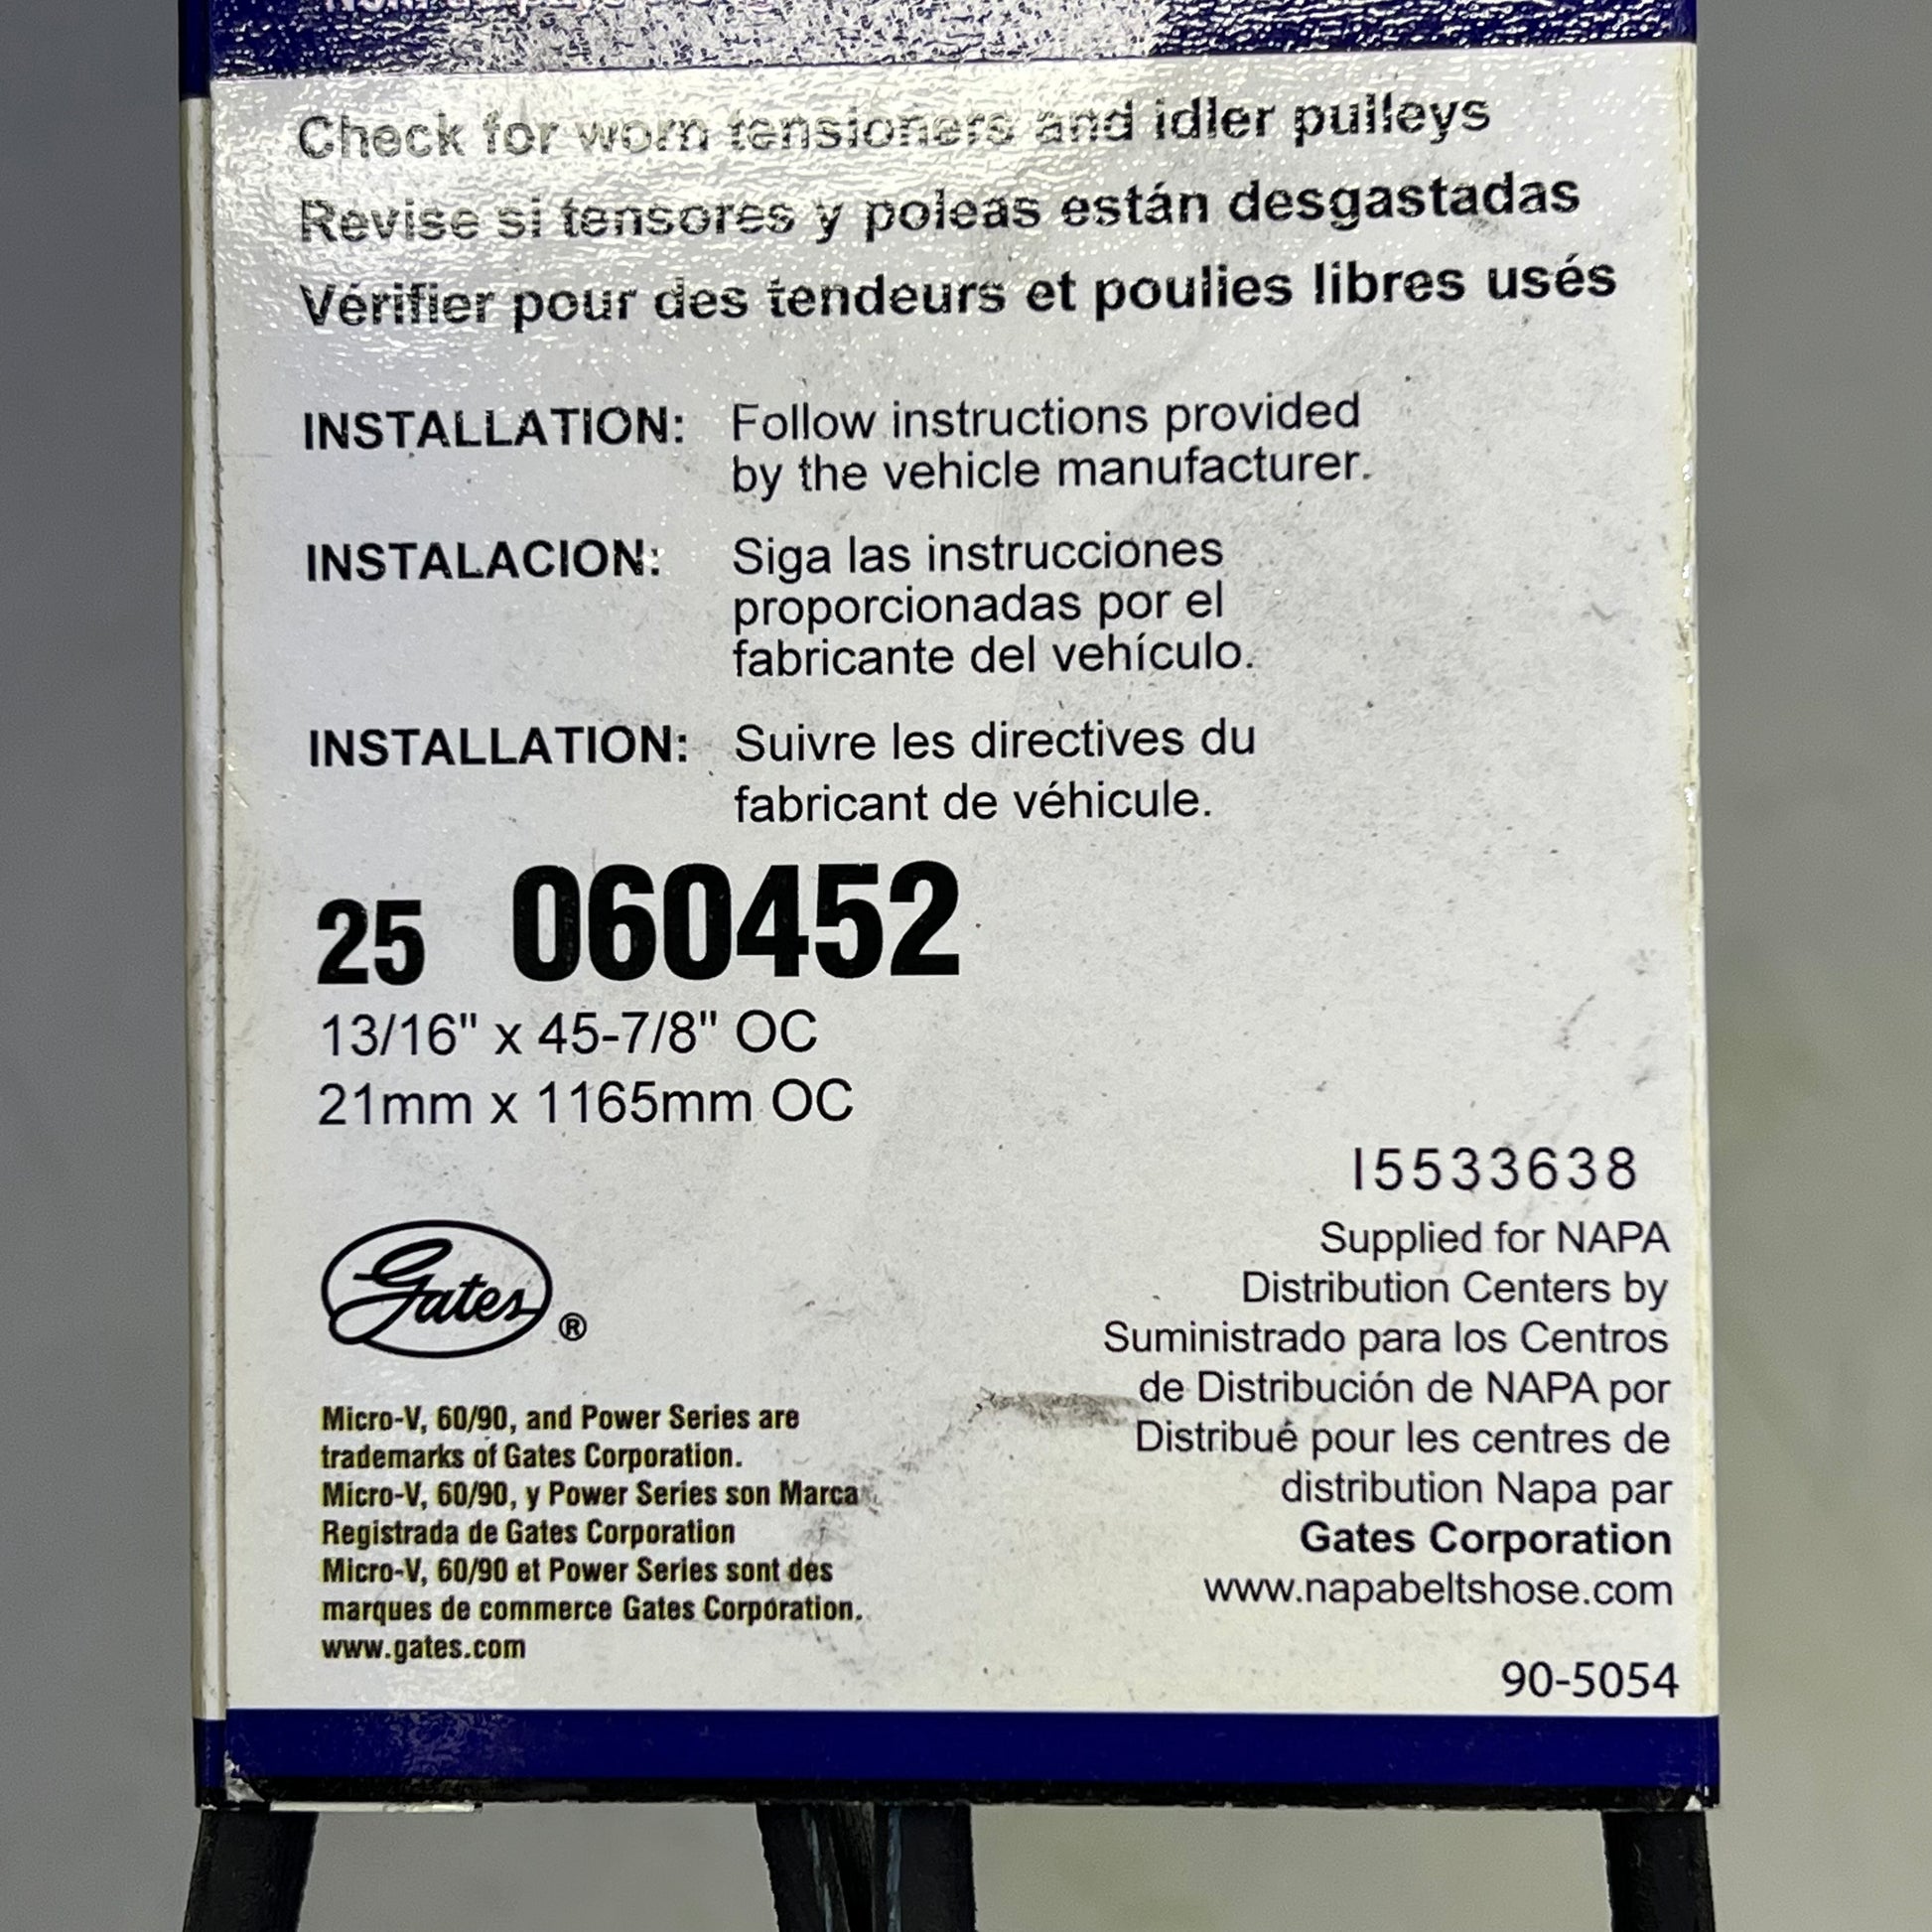 Check for worn tensioners and idler pulleys
Revise si tensores y poleas están desgastadas
Vérifier pour des tendeurs et poulies libres usés
INSTALLATION: Follow instructions provided
by the vehicle manufacturer.
INSTALACION: Siga las instrucciones
proporcionadas por el
fabricante del vehículo.
INSTALLATION: Suivre les directives du
fabricant de véhicule.
25 060452
13/16" x 45-7/8" OC
21mm x 1165mm OC
Gates®
Micro-V, 60/90, and Power Series are
trademarks of Gates Corporation.
Micro-V, 60/90, y Power Series son Marca
Registrada de Gates Corporation
Micro-V, 60/90 et Power Series sont des
marques de commerce Gates Corporation.
www.gates.com
I5533638
Supplied for NAPA
Distribution Centers by
Suministrado para los Centros
de Distribución de NAPA por
Distribué pour les centres de
distribution Napa par
Gates Corporation
www.napabeltshose.com
90-5054